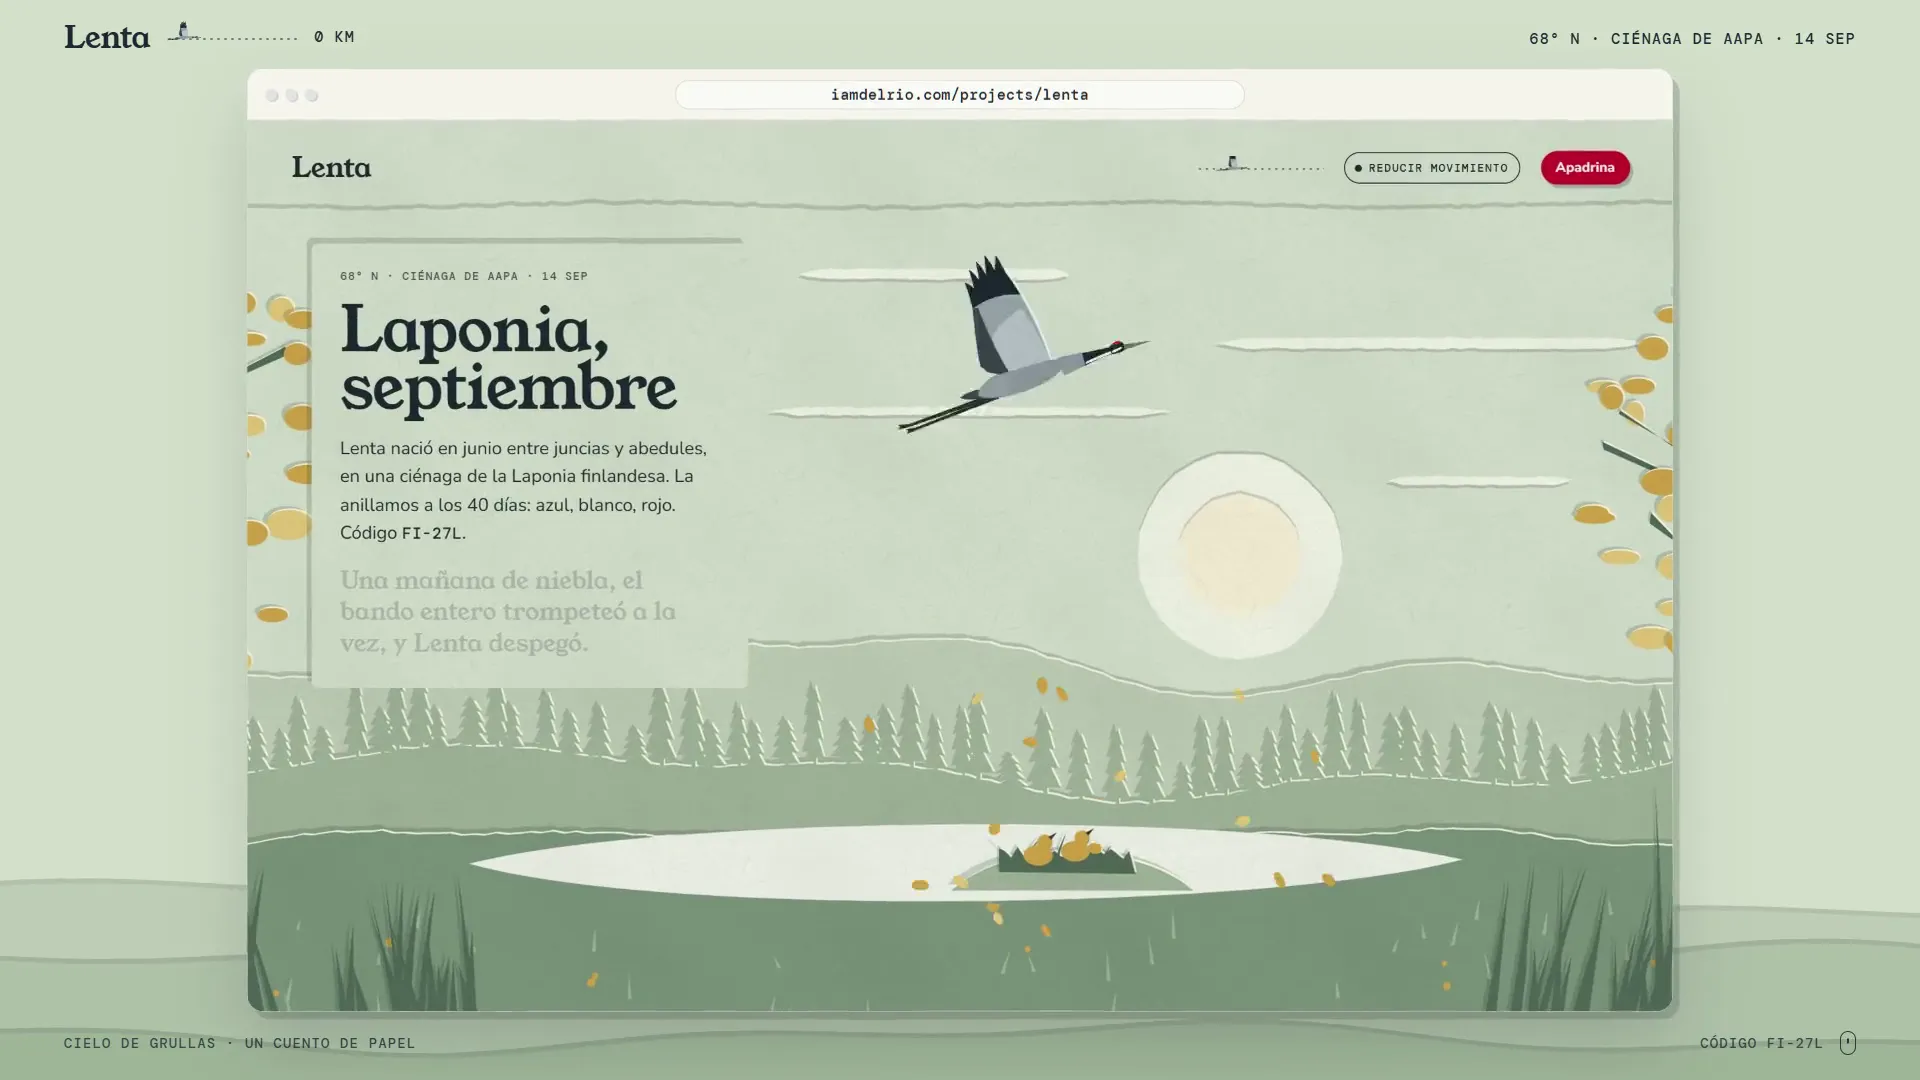 Lenta
0 KM
68° N · CIÉNAGA DE AAPA · 14 SEP
iamdelrio.com/projects/lenta
Lenta
REDUCIR MOVIMIENTO
Apadrina
68° N · CIÉNAGA DE AAPA · 14 SEP
Laponia,
septiembre
Lenta nació en junio entre juncias y abedules,
en una ciénaga de la Laponia finlandesa. La
anillamos a los 40 días: azul, blanco, rojo.
Código FI-27L.
Una mañana de niebla, el
bando entero trompeteó a la
vez, y Lenta despegó.
CIELO DE GRULLAS · UN CUENTO DE PAPEL
CÓDIGO FI-27L